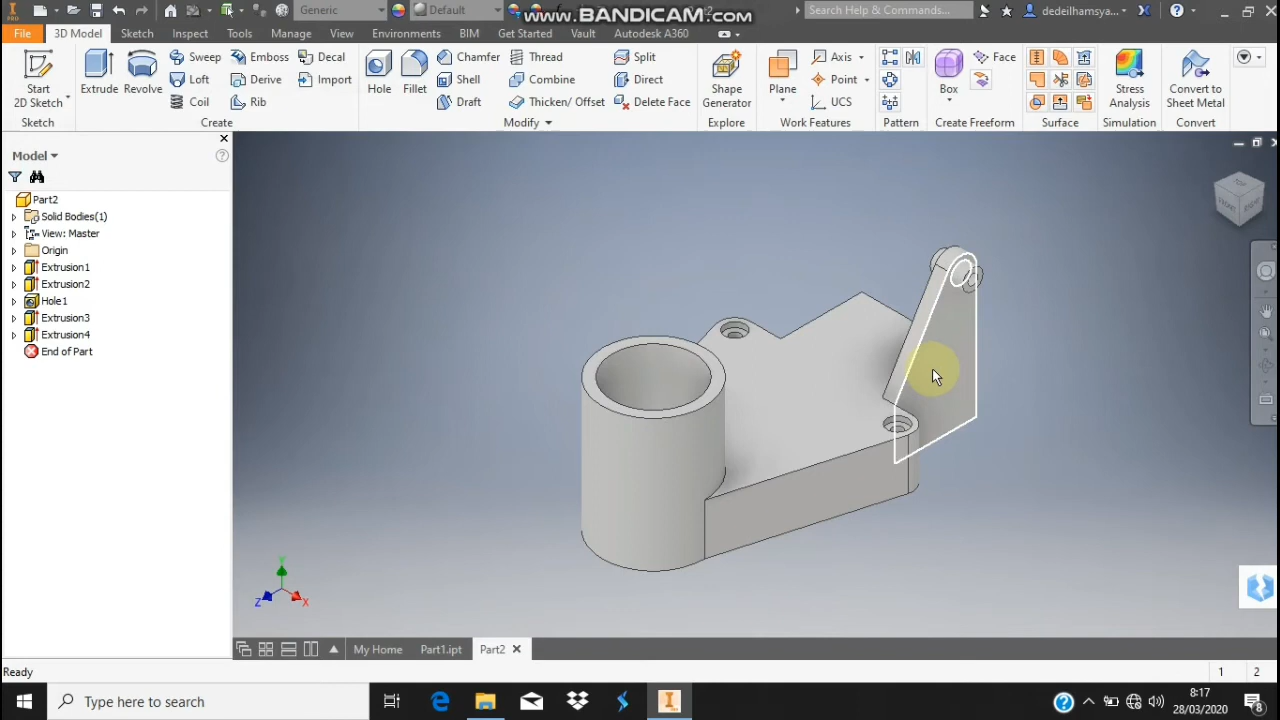 PRO
Generic
Default
www.BANDICAM.com
Search Help & Commands...
dedeilhamsya...
File
3D Model
Sketch
Inspect
Tools
Manage
View
Environments
BIM
Get Started
Vault
Autodesk A360
Start
2D Sketch
Extrude
Revolve
Sweep
Loft
Coil
Emboss
Derive
Rib
Decal
Import
Hole
Fillet
Chamfer
Shell
Draft
Thread
Combine
Thicken/ Offset
Split
Direct
Delete Face
Shape
Generator
Plane
Axis
Point
UCS
Box
Face
Stress
Analysis
Convert to
Sheet Metal
Sketch
Create
Modify
Explore
Work Features
Pattern
Create Freeform
Surface
Simulation
Convert
Model
Part2
Solid Bodies(1)
View: Master
Origin
Extrusion1
Extrusion2
Hole1
Extrusion3
Extrusion4
End of Part
TOP
FRONT
RIGHT
Y
Z
X
My Home
Part1.ipt
Part2
Ready
1
2
Type here to search
8:17
28/03/2020
8